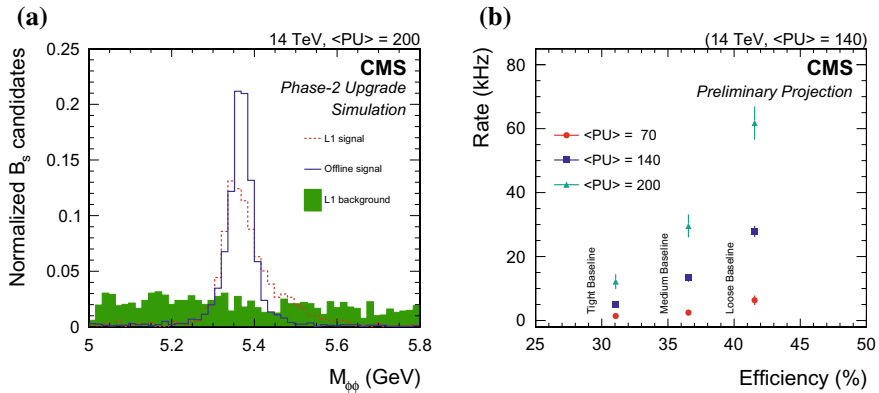 (a)
14 TeV, <PU> = 200
CMS
Phase-2 Upgrade
Simulation
L1 signal
Offline signal
L1 background
Normalized Bs candidates
0.25
0.2
0.15
0.1
0.05
0
5
5.2
5.4
5.6
5.8
Mϕϕ (GeV)
(b)
(14 TeV, <PU> = 140)
CMS
Preliminary Projection
<PU> = 70
<PU> = 140
<PU> = 200
Tight Baseline
Medium Baseline
Loose Baseline
Rate (kHz)
80
60
40
20
0
25
30
35
40
45
50
Efficiency (%)